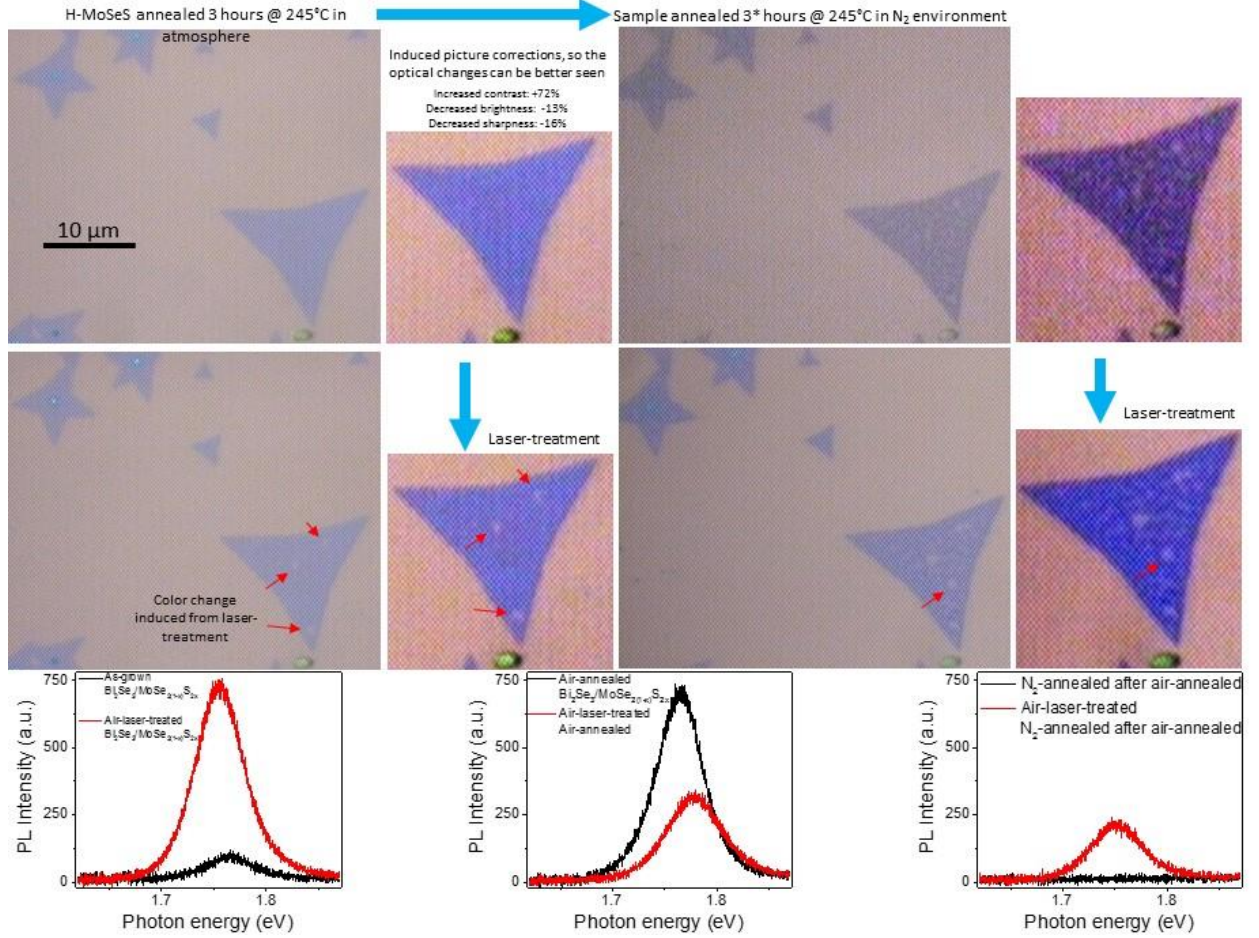 H-MoSeS annealed 3 hours @ 245°C in
atmosphere
Sample annealed 3* hours @ 245°C in N₂ environment
Induced picture corrections, so the
optical changes can be better seen
Increased contrast: +72%
Decreased brightness: -13%
Decreased sharpness: -16%
10 µm
Laser-treatment
Laser-treatment
Color change
induced from laser-
treatment
750
500
250
0
PL Intensity (a.u.)
As-grown
Bi₂Se₃/MoSe₂₍₁₋ₓ₎S₂ₓ
Air-laser-treated
Bi₂Se₃/MoSe₂₍₁₋ₓ₎S₂ₓ
1.7 1.8
Photon energy (eV)
750
500
250
0
PL Intensity (a.u.)
Air-annealed
Bi₂Se₃/MoSe₂₍₁₋ₓ₎S₂ₓ
Air-laser-treated
Air-annealed
1.7 1.8
Photon energy (eV)
750
500
250
0
PL Intensity (a.u.)
N₂-annealed after air-annealed
Air-laser-treated
N₂-annealed after air-annealed
1.7 1.8
Photon energy (eV)